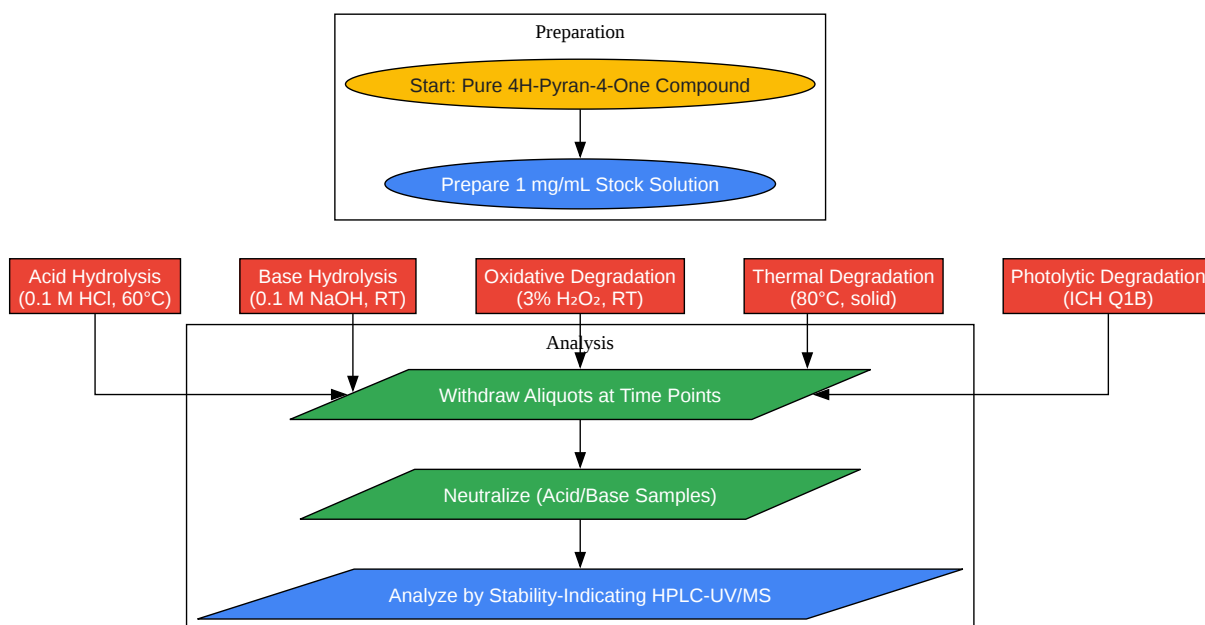 Preparation
Start: Pure 4H-Pyran-4-One Compound
Prepare 1 mg/mL Stock Solution
Acid Hydrolysis
(0.1 M HCl, 60°C)
Base Hydrolysis
(0.1 M NaOH, RT)
Oxidative Degradation
(3% H₂O₂, RT)
Thermal Degradation
(80°C, solid)
Photolytic Degradation
(ICH Q1B)
Analysis
Withdraw Aliquots at Time Points
Neutralize (Acid/Base Samples)
Analyze by Stability-Indicating HPLC-UV/MS